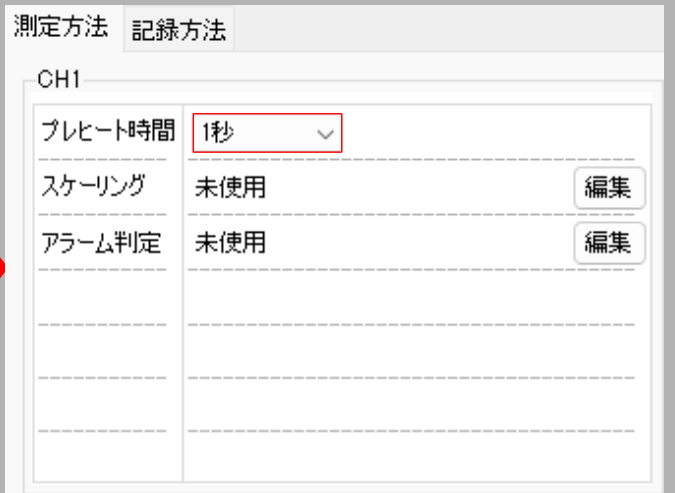 測定方法 記録方法
CH1
プレヒート時間 1秒
スケーリング 未使用 編集
アラーム判定 未使用 編集